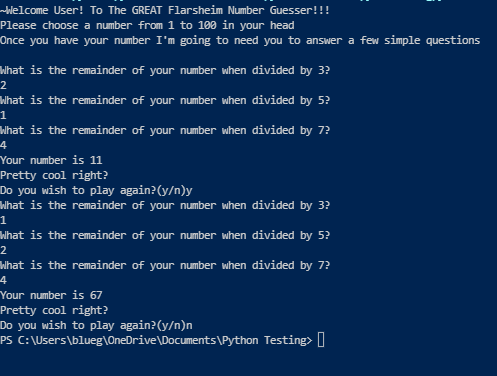 ~Welcome User! To The GREAT Flarsheim Number Guesser!!!
Please choose a number from 1 to 100 in your head
Once you have your number I'm going to need you to answer a few simple questions
What is the remainder of your number when divided by 3?
2
What is the remainder of your number when divided by 5?
1
What is the remainder of your number when divided by 7?
4
Your number is 11
Pretty cool right?
Do you wish to play again?(y/n)y
What is the remainder of your number when divided by 3?
1
What is the remainder of your number when divided by 5?
2
What is the remainder of your number when divided by 7?
4
Your number is 67
Pretty cool right?
Do you wish to play again?(y/n)n
PS C:\Users\blueg\OneDrive\Documents\Python Testing>